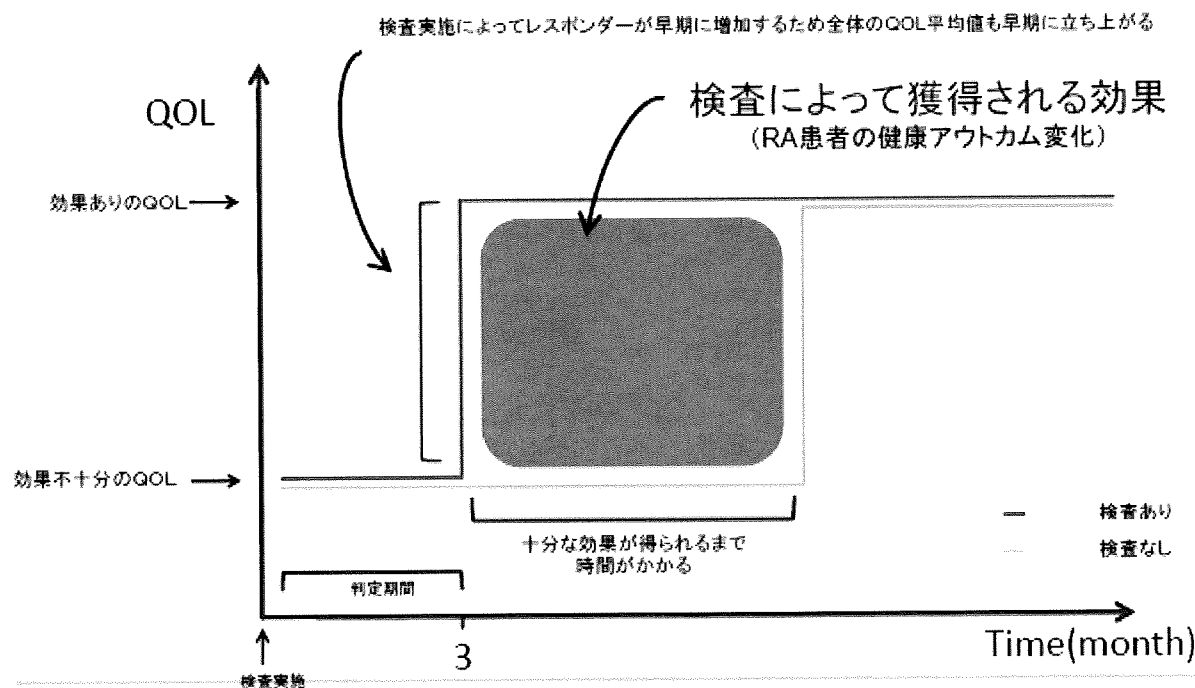 検査実施によってレスポンダーが早期に増加するため全体のQOL平均値も早期に立ち上がる
QOL
検査によって獲得される効果
（RA患者の健康アウトカム変化）
効果ありのQOL
効果不十分のQOL
検査あり
検査なし
十分な効果が得られるまで
時間がかかる
判定期間
3
Time(month)
検査実施